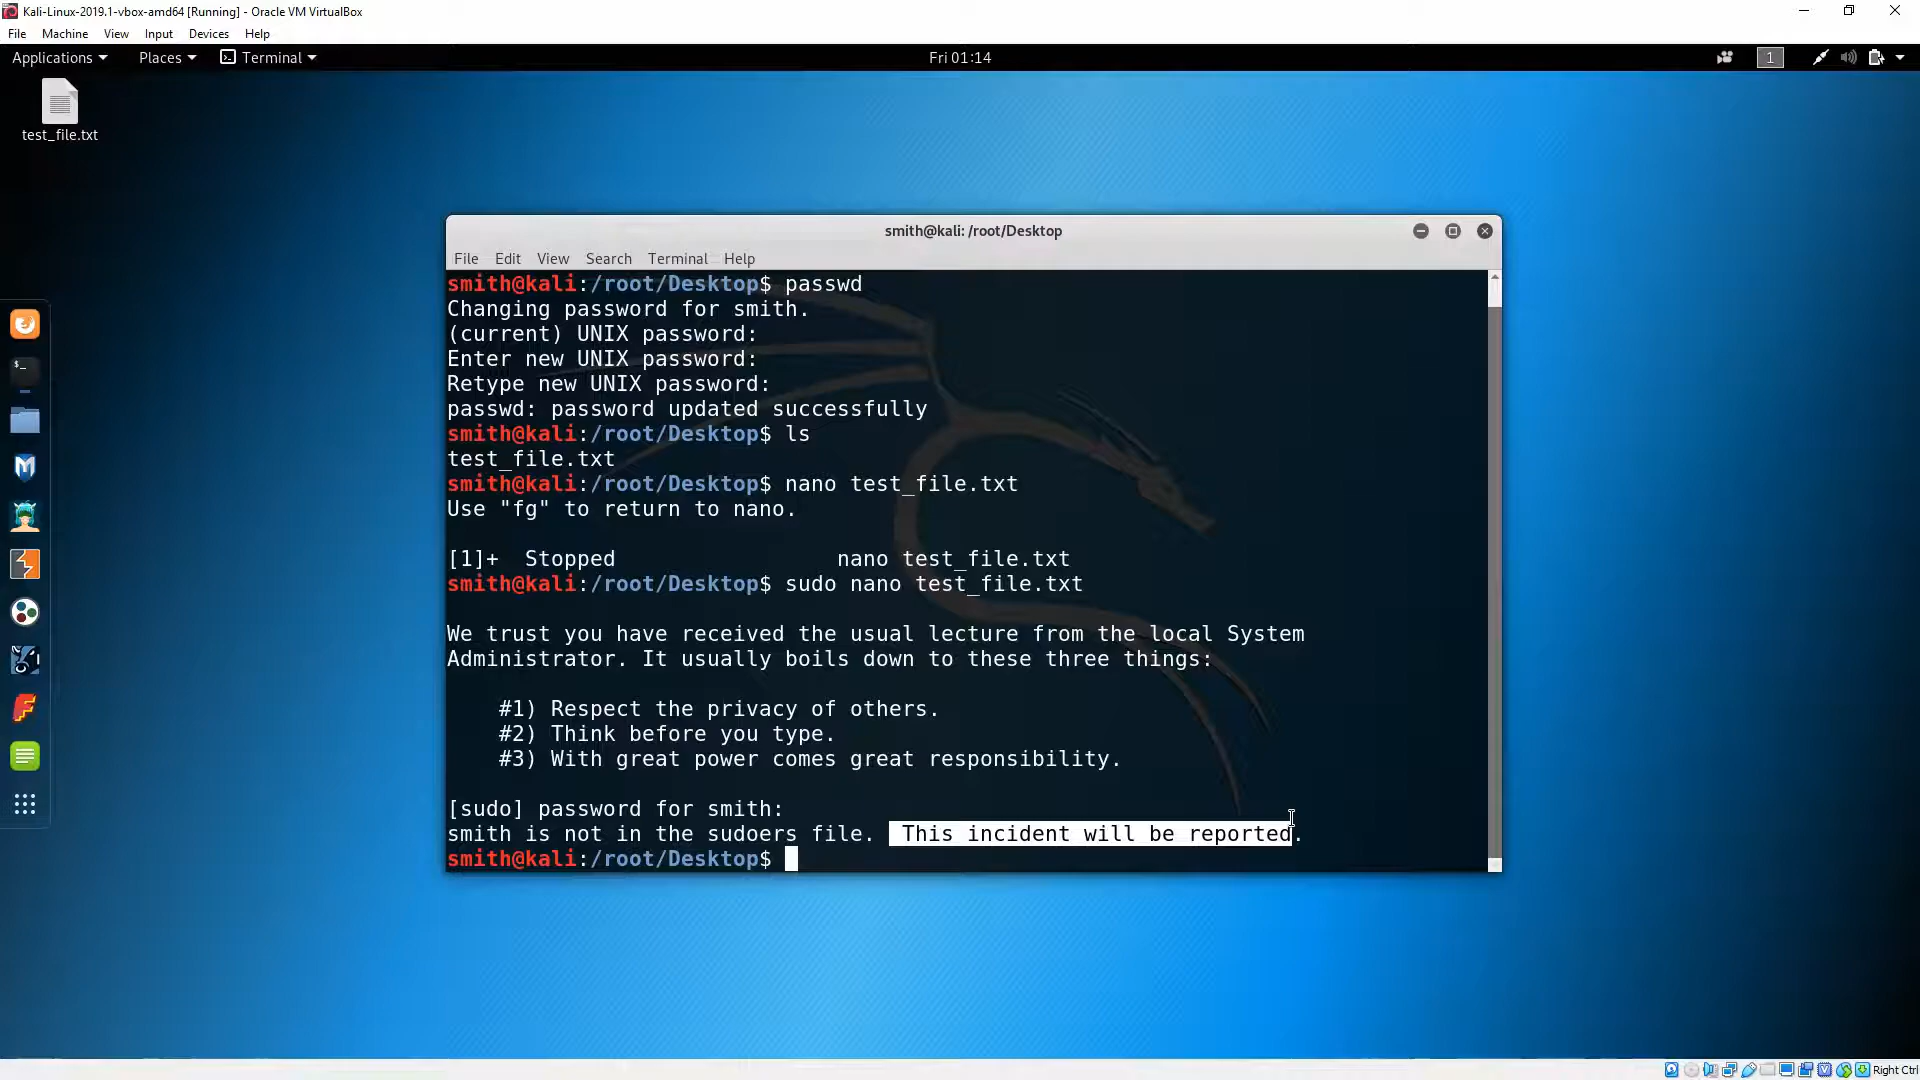 Kali-Linux-2019.1-vbox-amd64 [Running] - Oracle VM VirtualBox
File Machine View Input Devices Help
Applications Places Terminal Fri 01:14 1
test_file.txt
smith@kali: /root/Desktop
File Edit View Search Terminal Help
smith@kali:/root/Desktop$ passwd
Changing password for smith.
(current) UNIX password:
Enter new UNIX password:
Retype new UNIX password:
passwd: password updated successfully
smith@kali:/root/Desktop$ ls
test_file.txt
smith@kali:/root/Desktop$ nano test_file.txt
Use "fg" to return to nano.
[1]+  Stopped                 nano test_file.txt
smith@kali:/root/Desktop$ sudo nano test_file.txt
We trust you have received the usual lecture from the local System
Administrator. It usually boils down to these three things:
#1) Respect the privacy of others.
#2) Think before you type.
#3) With great power comes great responsibility.
[sudo] password for smith:
smith is not in the sudoers file.  This incident will be reported.
smith@kali:/root/Desktop$
Right Ctrl